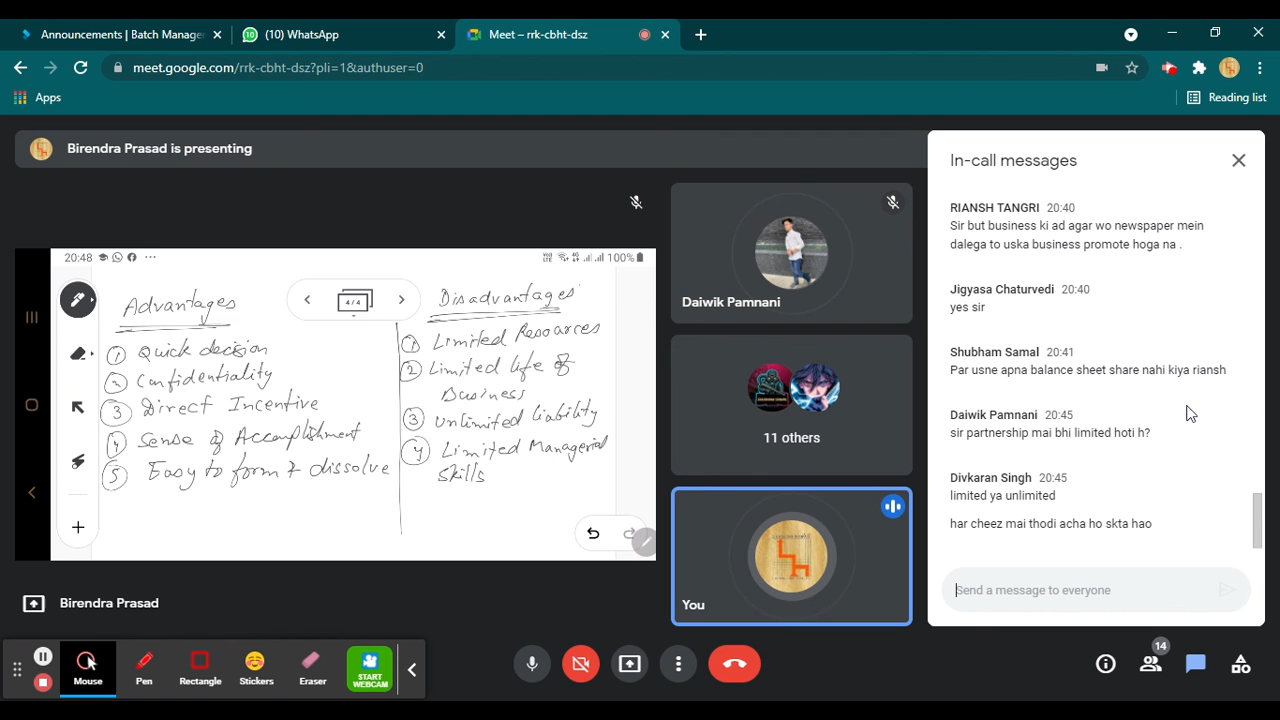 Announcements | Batch Manage
(10) WhatsApp
Meet – rrk-cbht-dsz
meet.google.com/rrk-cbht-dsz?pli=1&authuser=0
Apps
Reading list
Birendra Prasad is presenting
20:48
100%
4/4
Advantages
① Quick decision
② Confidentiality
③ Direct Incentive
④ Sense of Accomplishment
⑤ Easy to form & dissolve
Disadvantages
① Limited Resources
② Limited life of
Business
③ Unlimited liability
④ Limited Managerial
Skills
Birendra Prasad
Daiwik Pamnani
11 others
You
In-call messages
RIANSH TANGRI 20:40
Sir but business ki ad agar wo newspaper mein
dalega to uska business promote hoga na .
Jigyasa Chaturvedi 20:40
yes sir
Shubham Samal 20:41
Par usne apna balance sheet share nahi kiya riansh
Daiwik Pamnani 20:45
sir partnership mai bhi limited hoti h?
Divkaran Singh 20:45
limited ya unlimited
har cheez mai thodi acha ho skta hao
Send a message to everyone
Mouse
Pen
Rectangle
Stickers
Eraser
START
WEBCAM
14